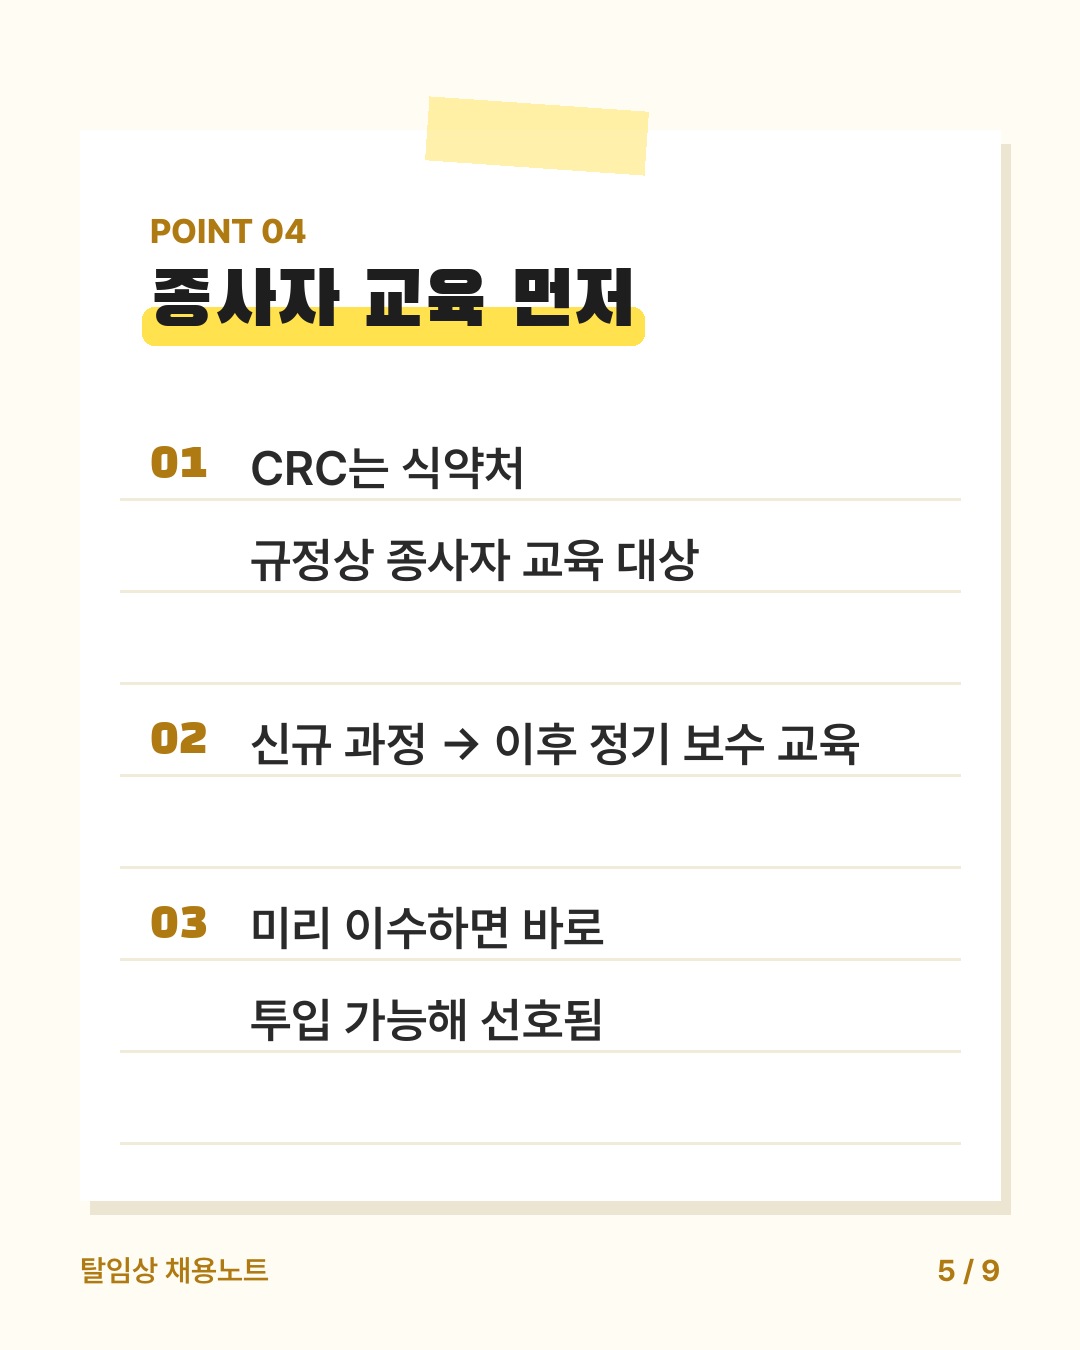 POINT 04
종사자 교육 먼저
01 CRC는 식약처
규정상 종사자 교육 대상
02 신규 과정 → 이후 정기 보수 교육
03 미리 이수하면 바로
투입 가능해 선호됨
탈임상 채용노트
5 / 9